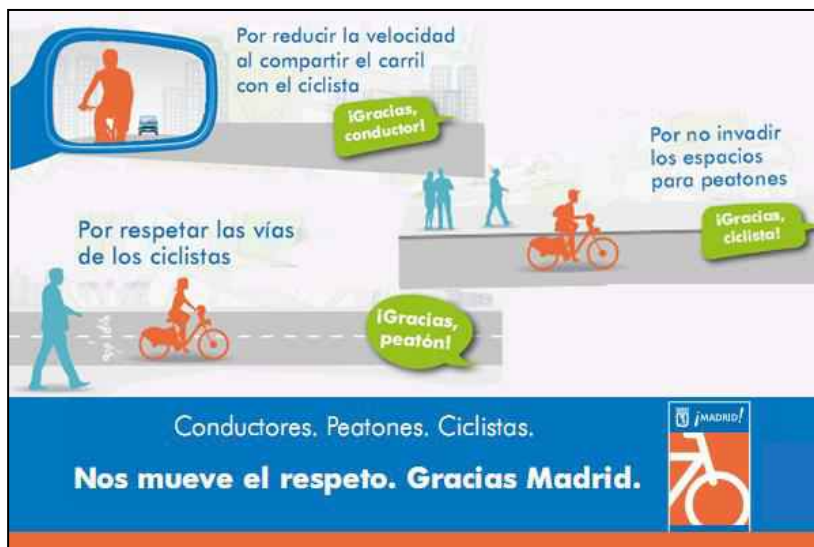 Por reducir la velocidad
al compartir el carril
con el ciclista
¡Gracias,
conductor!
Por no invadir
los espacios
para peatones
¡Gracias,
ciclista!
Por respetar las vías
de los ciclistas
¡Gracias,
peatón!
Conductores. Peatones. Ciclistas.
Nos mueve el respeto. Gracias Madrid.
¡MADRID!